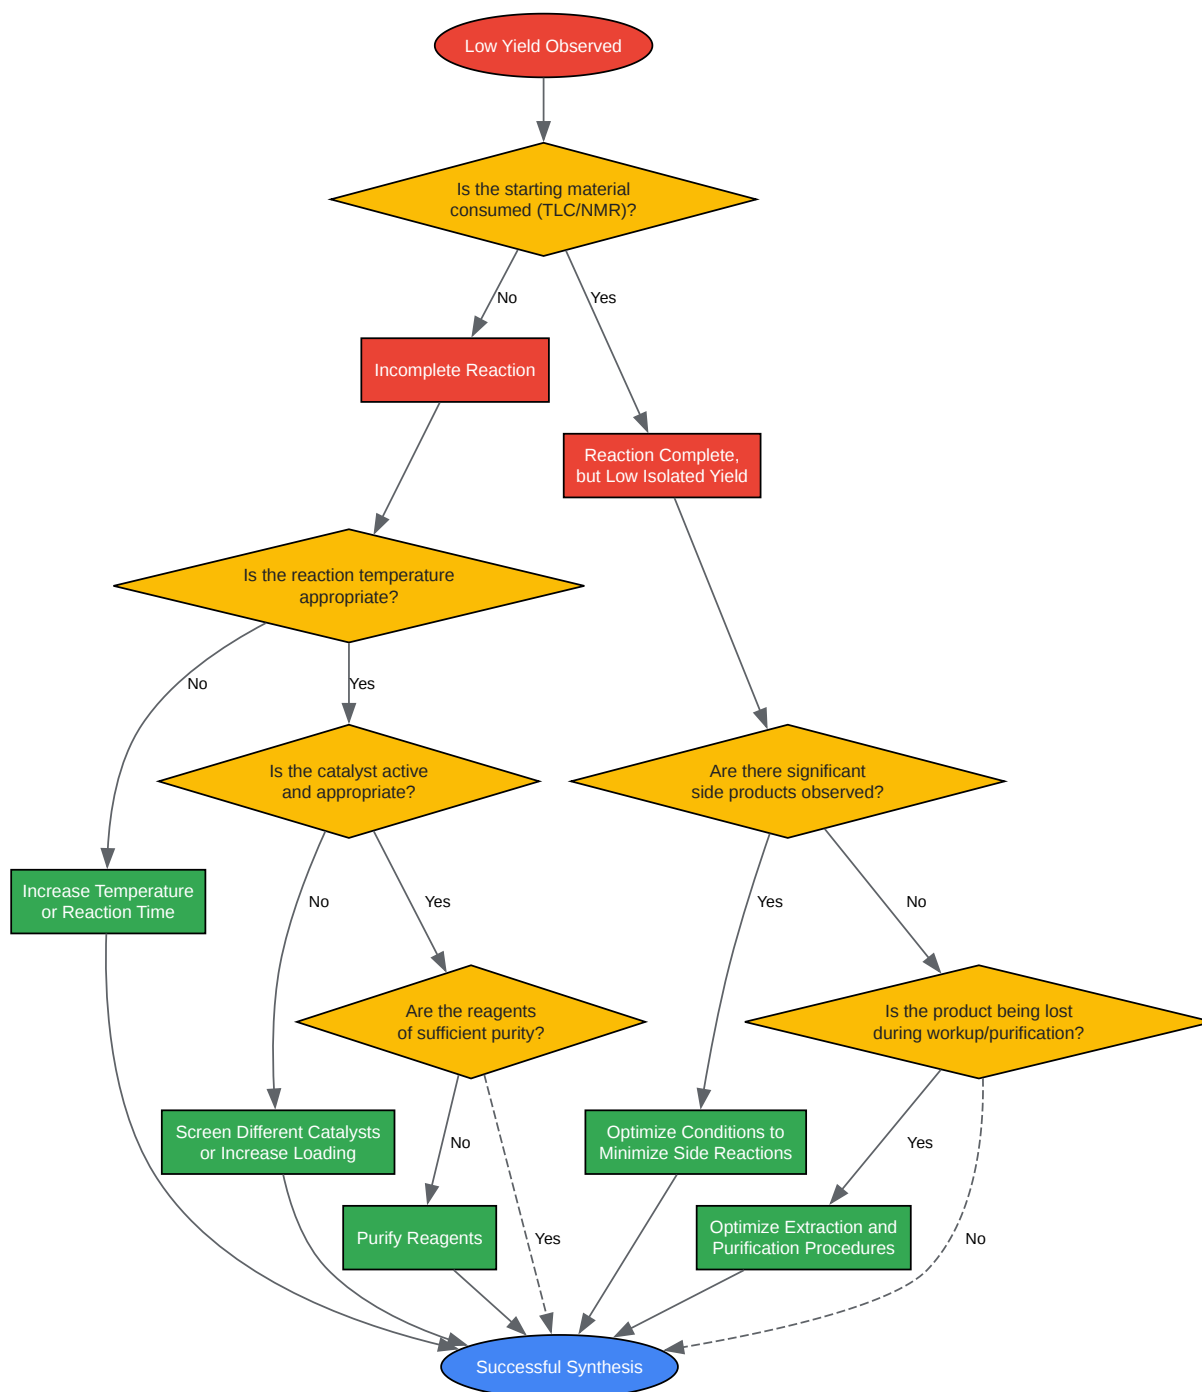 Low Yield Observed
Is the starting material
consumed (TLC/NMR)?
No
Yes
Incomplete Reaction
Reaction Complete,
but Low Isolated Yield
Is the reaction temperature
appropriate?
No
Yes
Is the catalyst active
and appropriate?
Are there significant
side products observed?
Increase Temperature
or Reaction Time
No
Yes
Yes
No
Are the reagents
of sufficient purity?
Is the product being lost
during workup/purification?
Screen Different Catalysts
or Increase Loading
No
Optimize Conditions to
Minimize Side Reactions
Yes
Purify Reagents
Yes
Optimize Extraction and
Purification Procedures
No
Successful Synthesis